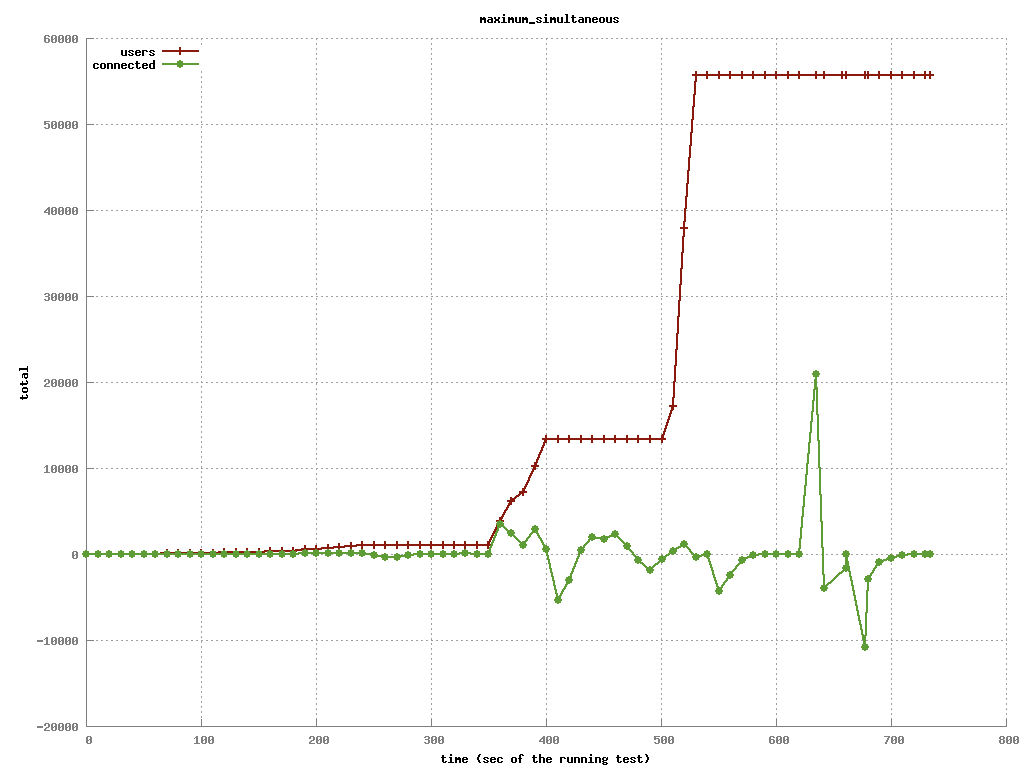 maximum_simultaneous
users
connected
60000
50000
40000
30000
20000
10000
0
-10000
-20000
total
0 100 200 300 400 500 600 700 800
time (sec of the running test)